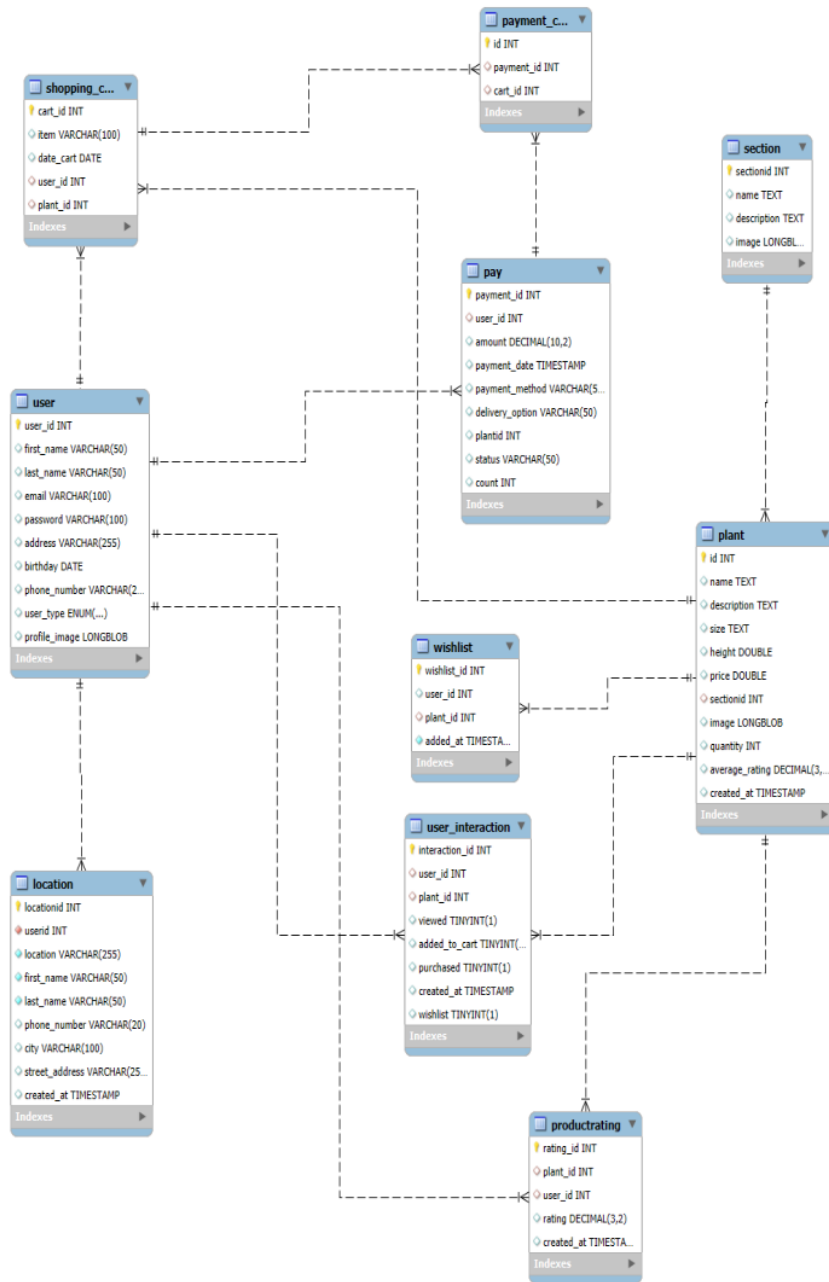 payment_c...
id INT
payment_id INT
cart_id INT
Indexes
shopping_c...
cart_id INT
item VARCHAR(100)
date_cart DATE
user_id INT
plant_id INT
Indexes
section
sectionid INT
name TEXT
description TEXT
image LONGBL...
Indexes
pay
payment_id INT
user_id INT
amount DECIMAL(10,2)
payment_date TIMESTAMP
payment_method VARCHAR(5...
delivery_option VARCHAR(50)
plantid INT
status VARCHAR(50)
count INT
Indexes
user
user_id INT
first_name VARCHAR(50)
last_name VARCHAR(50)
email VARCHAR(100)
password VARCHAR(100)
address VARCHAR(255)
birthday DATE
phone_number VARCHAR(2...
user_type ENUM(...)
profile_image LONGBLOB
Indexes
plant
id INT
name TEXT
description TEXT
size TEXT
height DOUBLE
price DOUBLE
sectionid INT
image LONGBLOB
quantity INT
average_rating DECIMAL(3,...
created_at TIMESTAMP
Indexes
wishlist
wishlist_id INT
user_id INT
plant_id INT
added_at TIMESTA...
Indexes
user_interaction
interaction_id INT
user_id INT
plant_id INT
viewed TINYINT(1)
added_to_cart TINYINT(...
purchased TINYINT(1)
created_at TIMESTAMP
wishlist TINYINT(1)
Indexes
location
locationid INT
userid INT
location VARCHAR(255)
first_name VARCHAR(50)
last_name VARCHAR(50)
phone_number VARCHAR(20)
city VARCHAR(100)
street_address VARCHAR(25...
created_at TIMESTAMP
Indexes
productrating
rating_id INT
plant_id INT
user_id INT
rating DECIMAL(3,2)
created_at TIMESTA...
Indexes